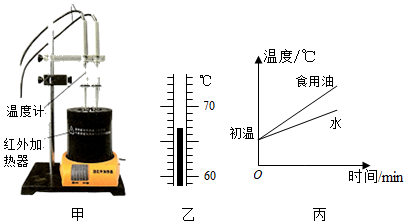 温度计
红外加
热器
甲
℃
70
60
乙
温度/℃
食用油
水
初温
O
时间/min
丙